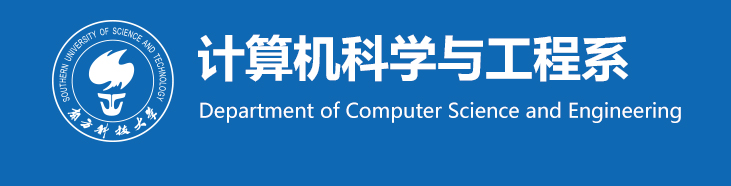 SOUTHERN UNIVERSITY OF SCIENCE AND TECHNOLOGY
南方科技大学
计算机科学与工程系
Department of Computer Science and Engineering